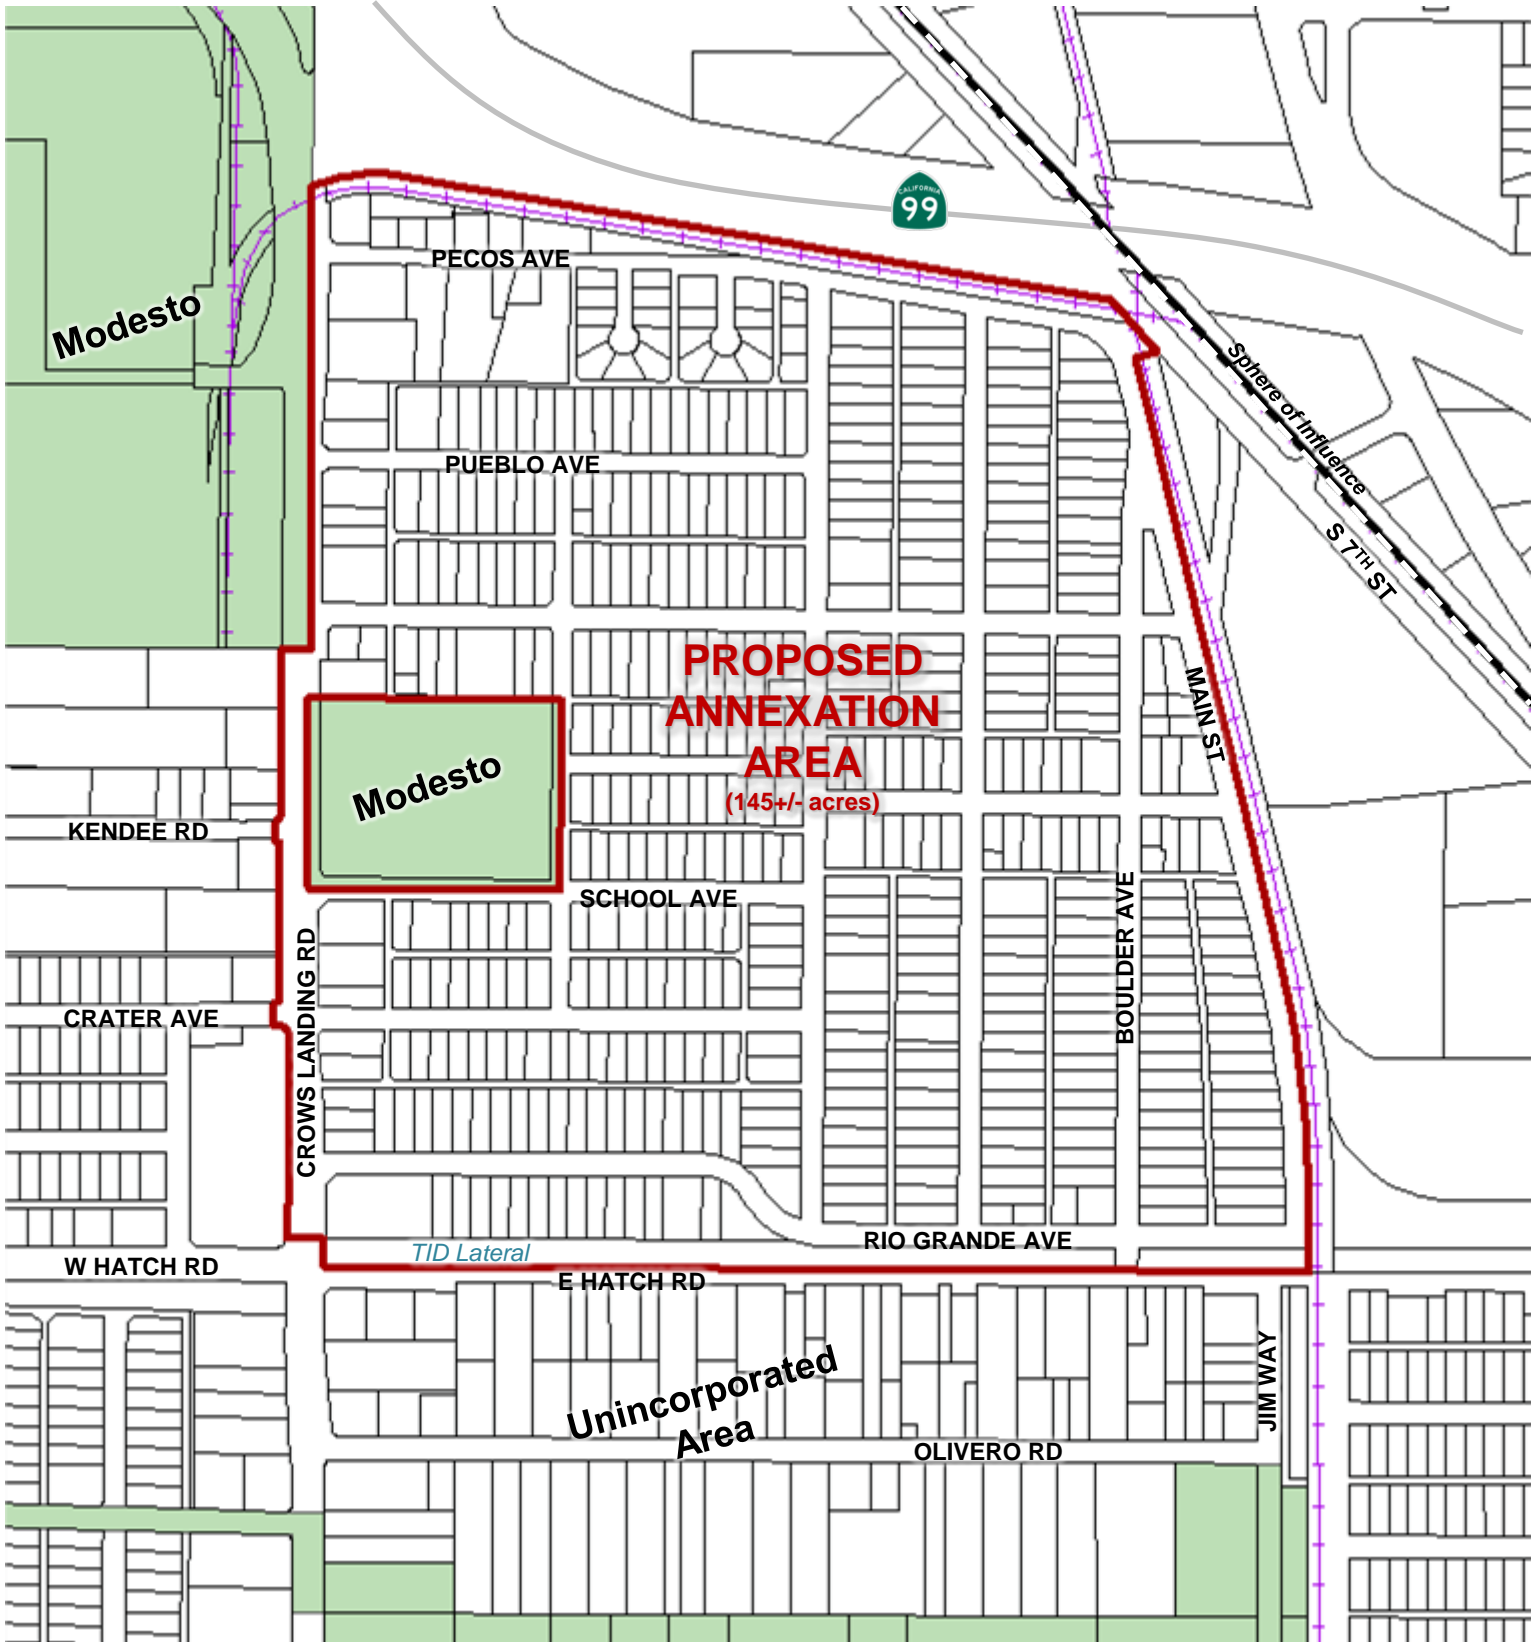 CALIFORNIA
99
PECOS AVE
Modesto
Sphere of Influence
PUEBLO AVE
S 7TH ST
PROPOSED
ANNEXATION
AREA
(145+/- acres)
MAIN ST
Modesto
KENDEE RD
SCHOOL AVE
BOULDER AVE
CROWS LANDING RD
CRATER AVE
RIO GRANDE AVE
TID Lateral
W HATCH RD
E HATCH RD
JIM WAY
Unincorporated
Area
OLIVERO RD